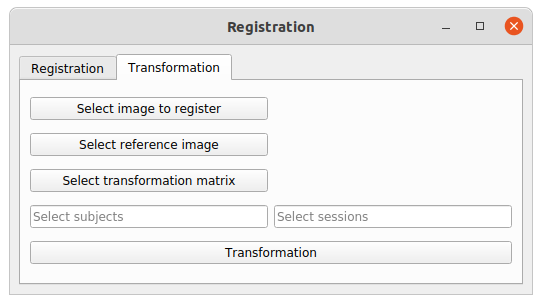 Registration
Registration Transformation
Select image to register
Select reference image
Select transformation matrix
Select subjects Select sessions
Transformation